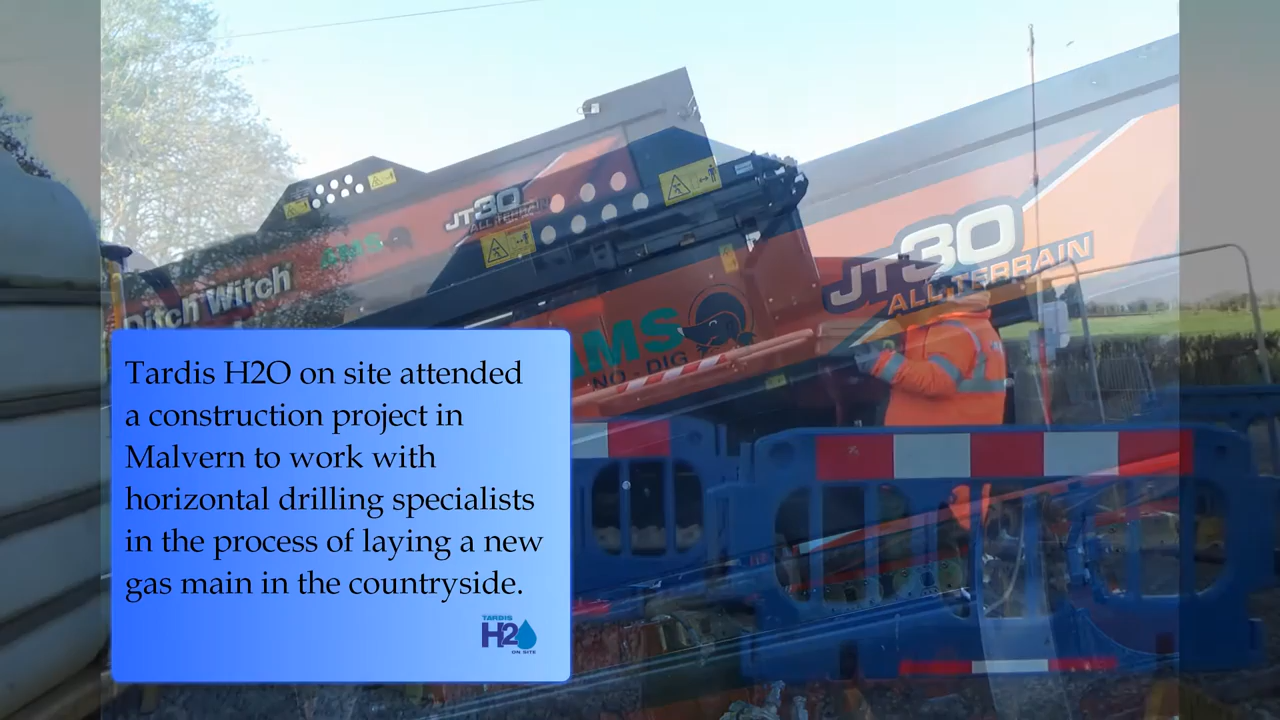 JT30
ALL TERRAIN
AMS
Ditch Witch
JT30
ALL TERRAIN
AMS
NO-DIG
Tardis H2O on site attended
a construction project in
Malvern to work with
horizontal drilling specialists
in the process of laying a new
gas main in the countryside.
TARDIS
H2O
ON SITE